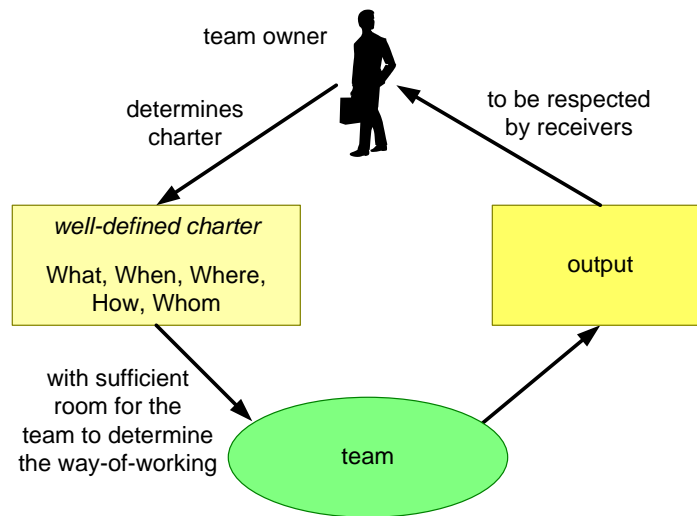 team owner
determines
charter
to be respected
by receivers
well-defined charter
What, When, Where,
How, Whom
output
with sufficient
room for the
team to determine
the way-of-working
team